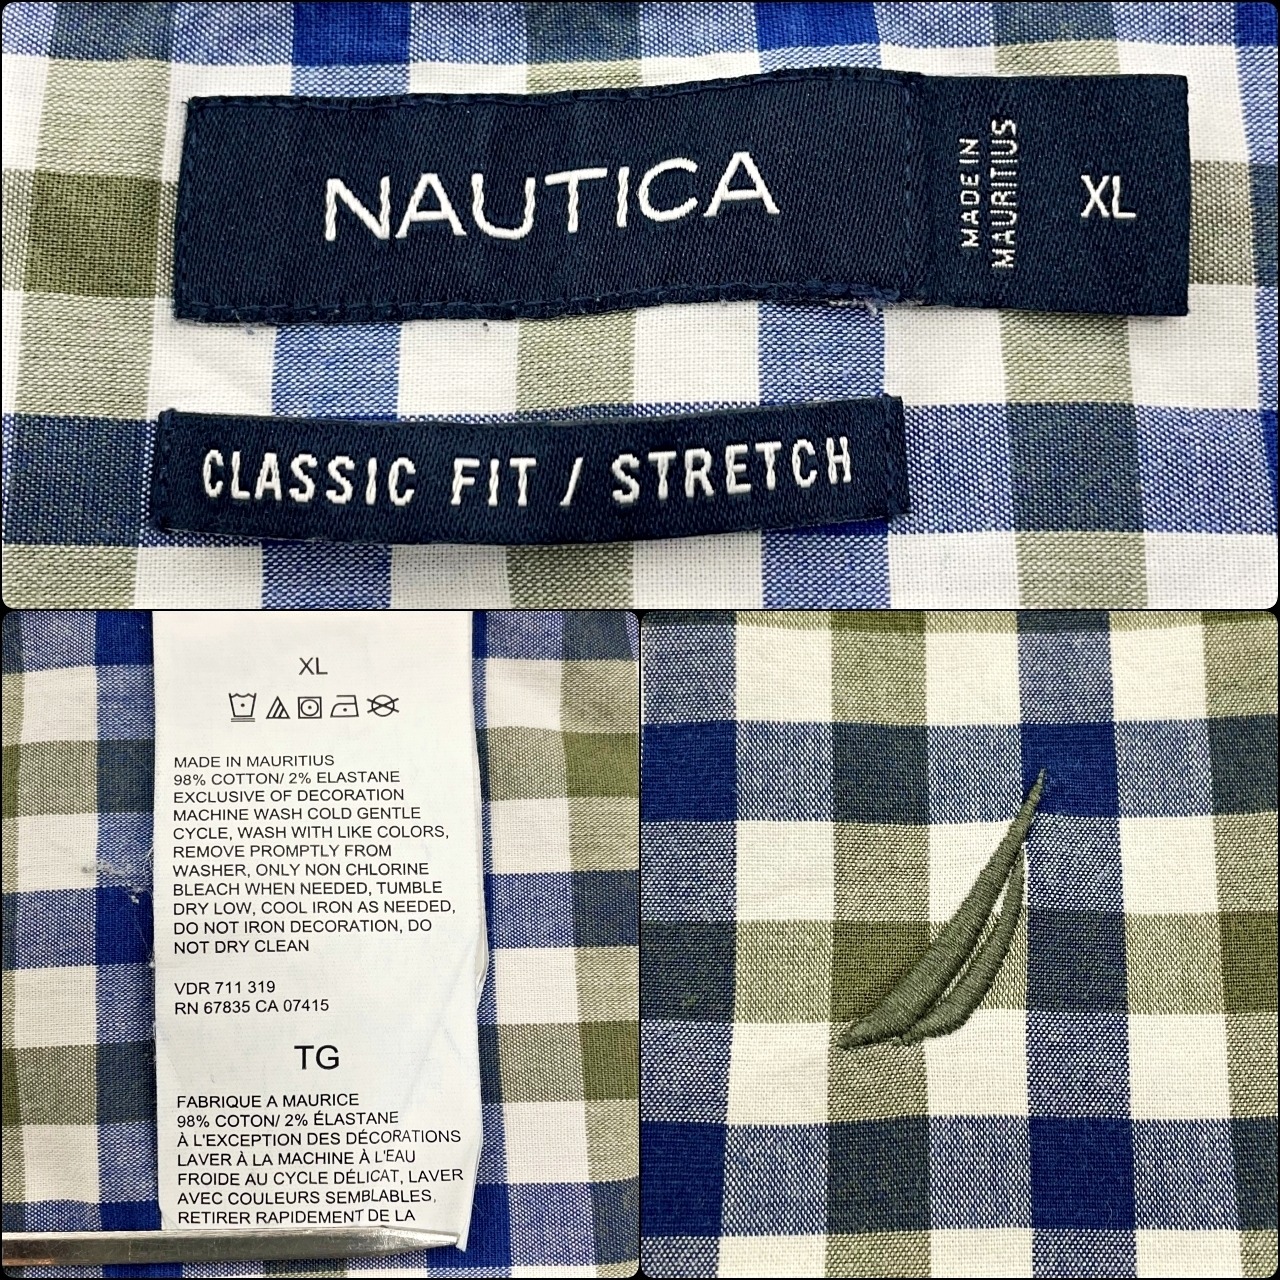 NAUTICA
MADE IN
MAURITIUS
XL
CLASSIC FIT / STRETCH
XL
MADE IN MAURITIUS
98% COTTON/ 2% ELASTANE
EXCLUSIVE OF DECORATION
MACHINE WASH COLD GENTLE
CYCLE, WASH WITH LIKE COLORS,
REMOVE PROMPTLY FROM
WASHER, ONLY NON CHLORINE
BLEACH WHEN NEEDED, TUMBLE
DRY LOW, COOL IRON AS NEEDED,
DO NOT IRON DECORATION, DO
NOT DRY CLEAN
VDR 711 319
RN 67835 CA 07415
TG
FABRIQUE A MAURICE
98% COTON/ 2% ÉLASTANE
À L'EXCEPTION DES DÉCORATIONS
LAVER À LA MACHINE À L'EAU
FROIDE AU CYCLE DÉLICAT, LAVER
AVEC COULEURS SEMBLABLES,
RETIRER RAPIDEMENT DE LA